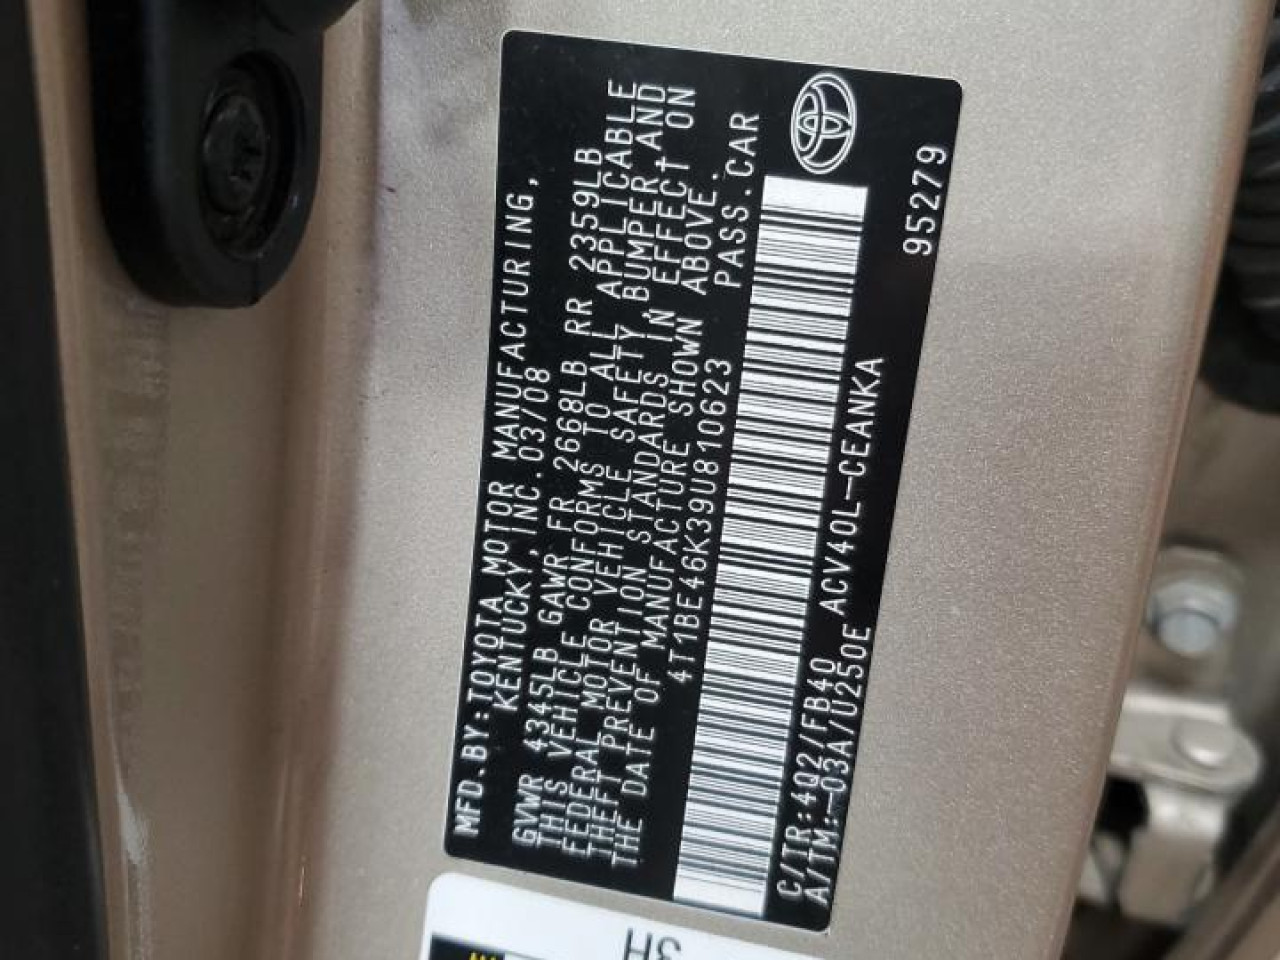 MFD.BY:TOYOTA MOTOR MANUFACTURING,
KENTUCKY,INC.03/08
GVWR 4345LB GAWR FR 2668LB RR 2359LB
THIS VEHICLE CONFORMS TO ALL APPLICABLE
FEDERAL MOTOR VEHICLE SAFETY,BUMPER,AND
THEFT PREVENTION STANDARDS IN EFFECT ON
THE DATE OF MANUFACTURE SHOWN ABOVE.
4T1BE46K39U810623 PASS.CAR
C/TR:4Q2/FB40 ACV40L-CEANKA
A/TM:-03A/U250E 95279
3H